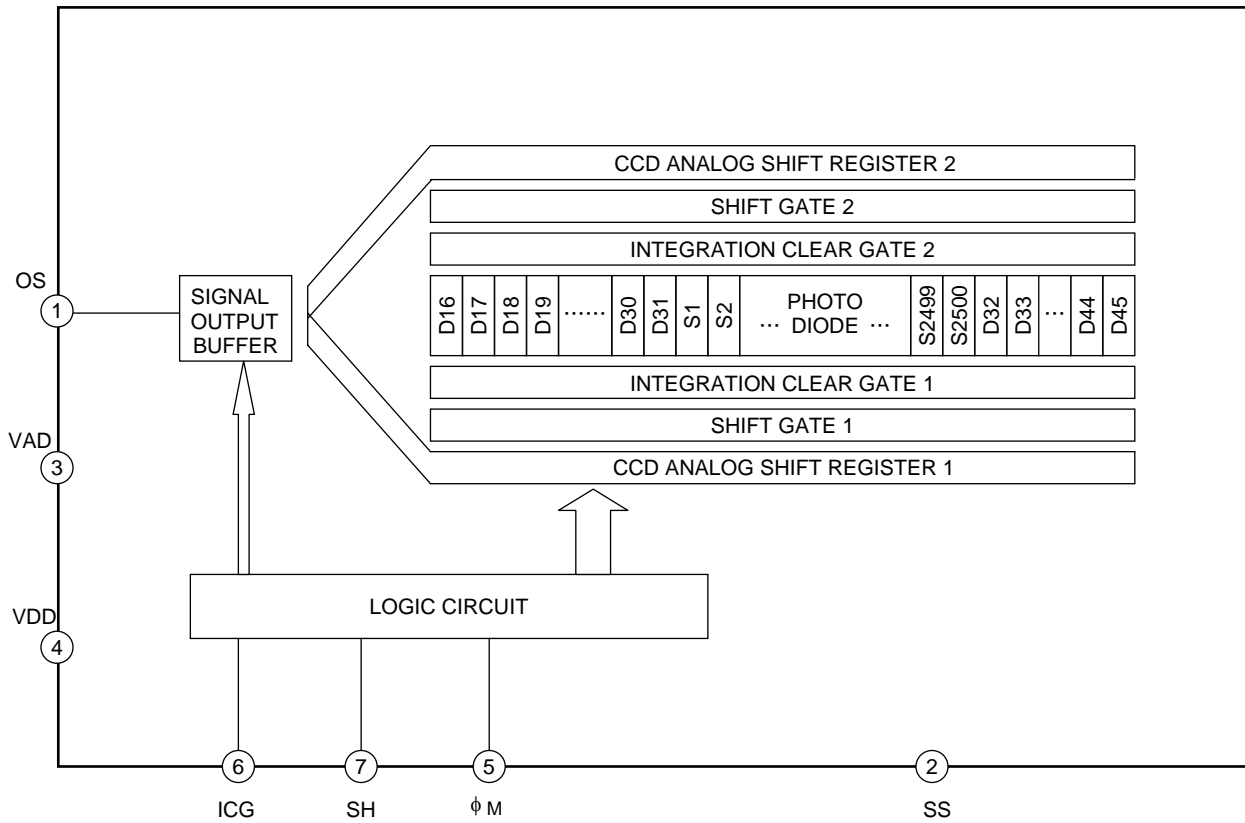 CCD ANALOG SHIFT REGISTER 2
SHIFT GATE 2
INTEGRATION CLEAR GATE 2
OS
1
SIGNAL
OUTPUT
BUFFER
D16
D17
D18
D19
······
D30
D31
S1
S2
PHOTO
··· DIODE ···
S2499
S2500
D32
D33
···
D44
D45
INTEGRATION CLEAR GATE 1
SHIFT GATE 1
CCD ANALOG SHIFT REGISTER 1
VAD
3
LOGIC CIRCUIT
VDD
4
6
7
5
2
ICG
SH
ϕ M
SS